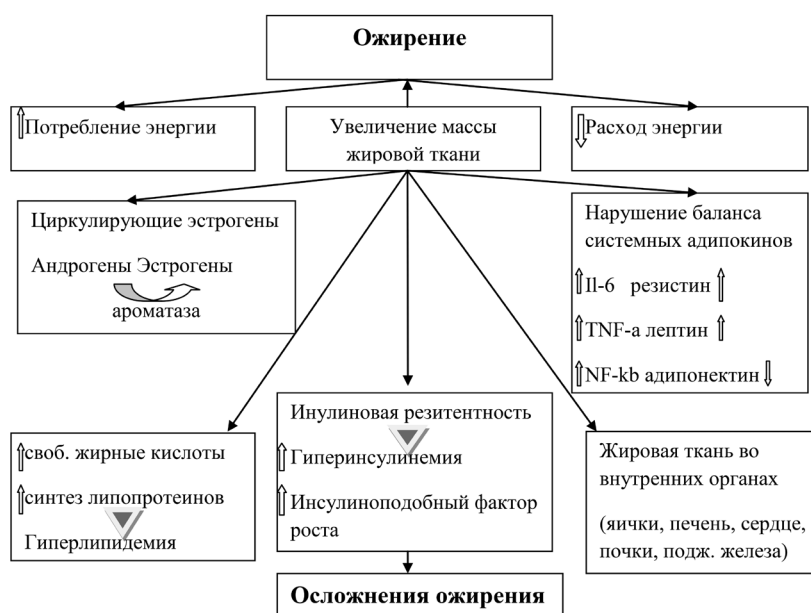 Ожирение
Потребление энергии
Увеличение массы
жировой ткани
Расход энергии
Циркулирующие эстрогены
Андрогены Эстрогены
ароматаза
Нарушение баланса
системных адипокинов
Il-6 резистин
TNF-a лептин
NF-kb адипонектин
своб. жирные кислоты
синтез липопротеинов
Гиперлипидемия
Инулиновая резитентность
Гиперинсулинемия
Инсулиноподобный фактор
роста
Жировая ткань во
внутренних органах
(яички, печень, сердце,
почки, подж. железа)
Осложнения ожирения